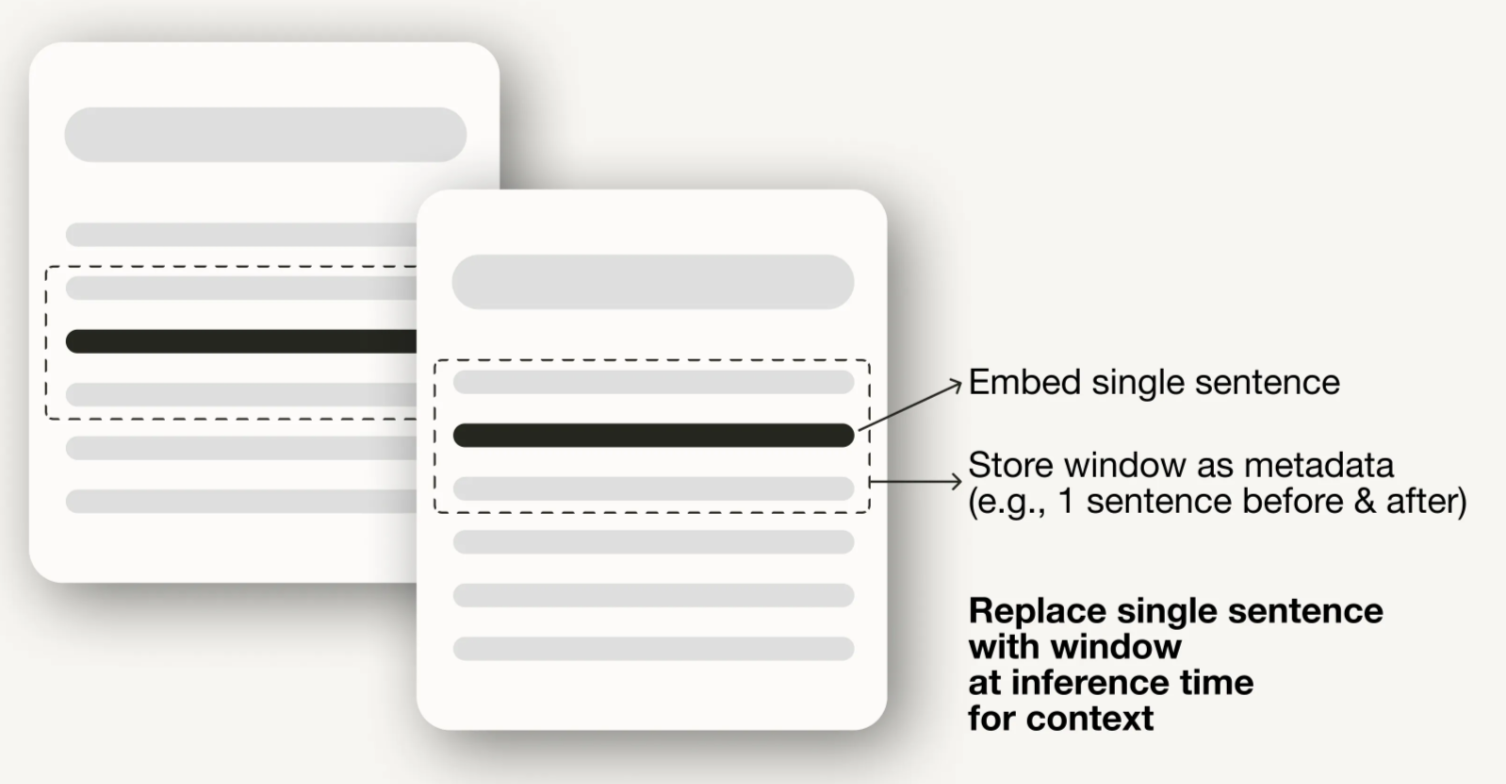 Embed single sentence
Store window as metadata
(e.g., 1 sentence before & after)
Replace single sentence
with window
at inference time
for context